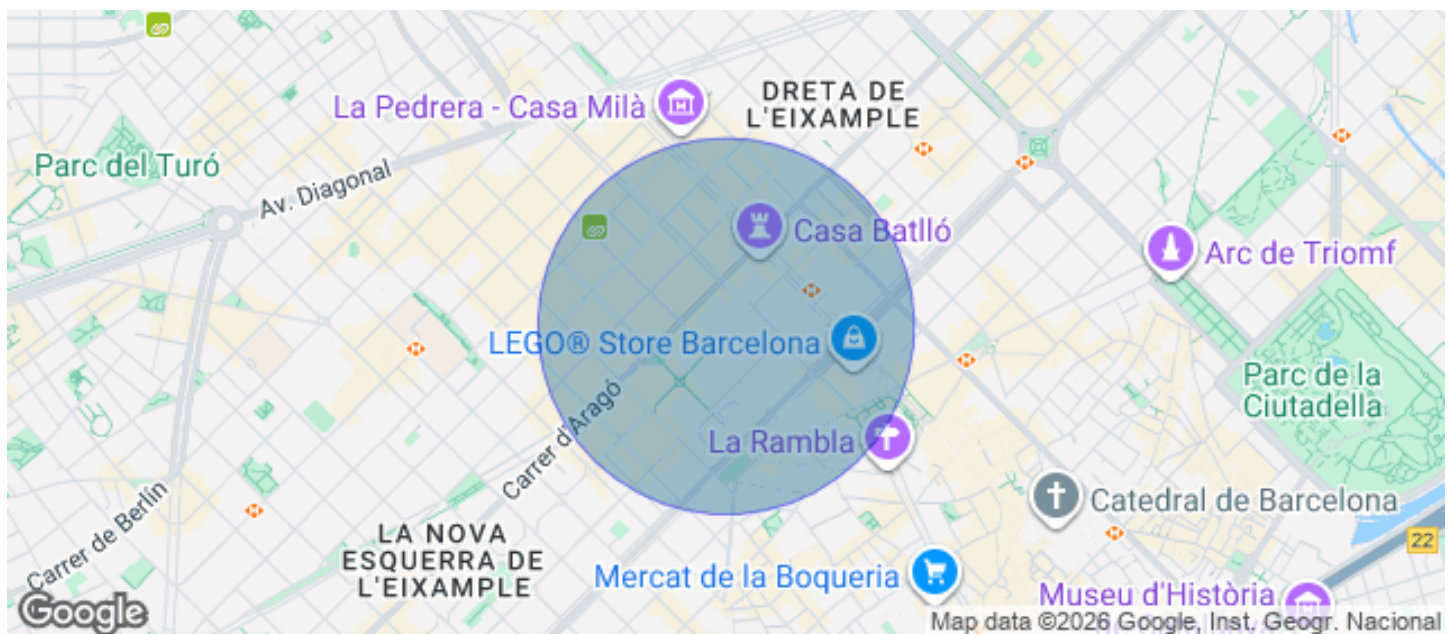 DRETA DE
L'EIXAMPLE
La Pedrera - Casa Milà
Parc del Turó
Av. Diagonal
Casa Batlló
Arc de Triomf
LEGO® Store Barcelona
Parc de la
Ciutadella
Carrer d'Aragó
La Rambla
Catedral de Barcelona
Carrer de Berlín
LA NOVA
ESQUERRA DE
L'EIXAMPLE
22
Mercat de la Boqueria
Museu d'Història
Google
Map data ©2026 Google, Inst. Geogr. Nacional